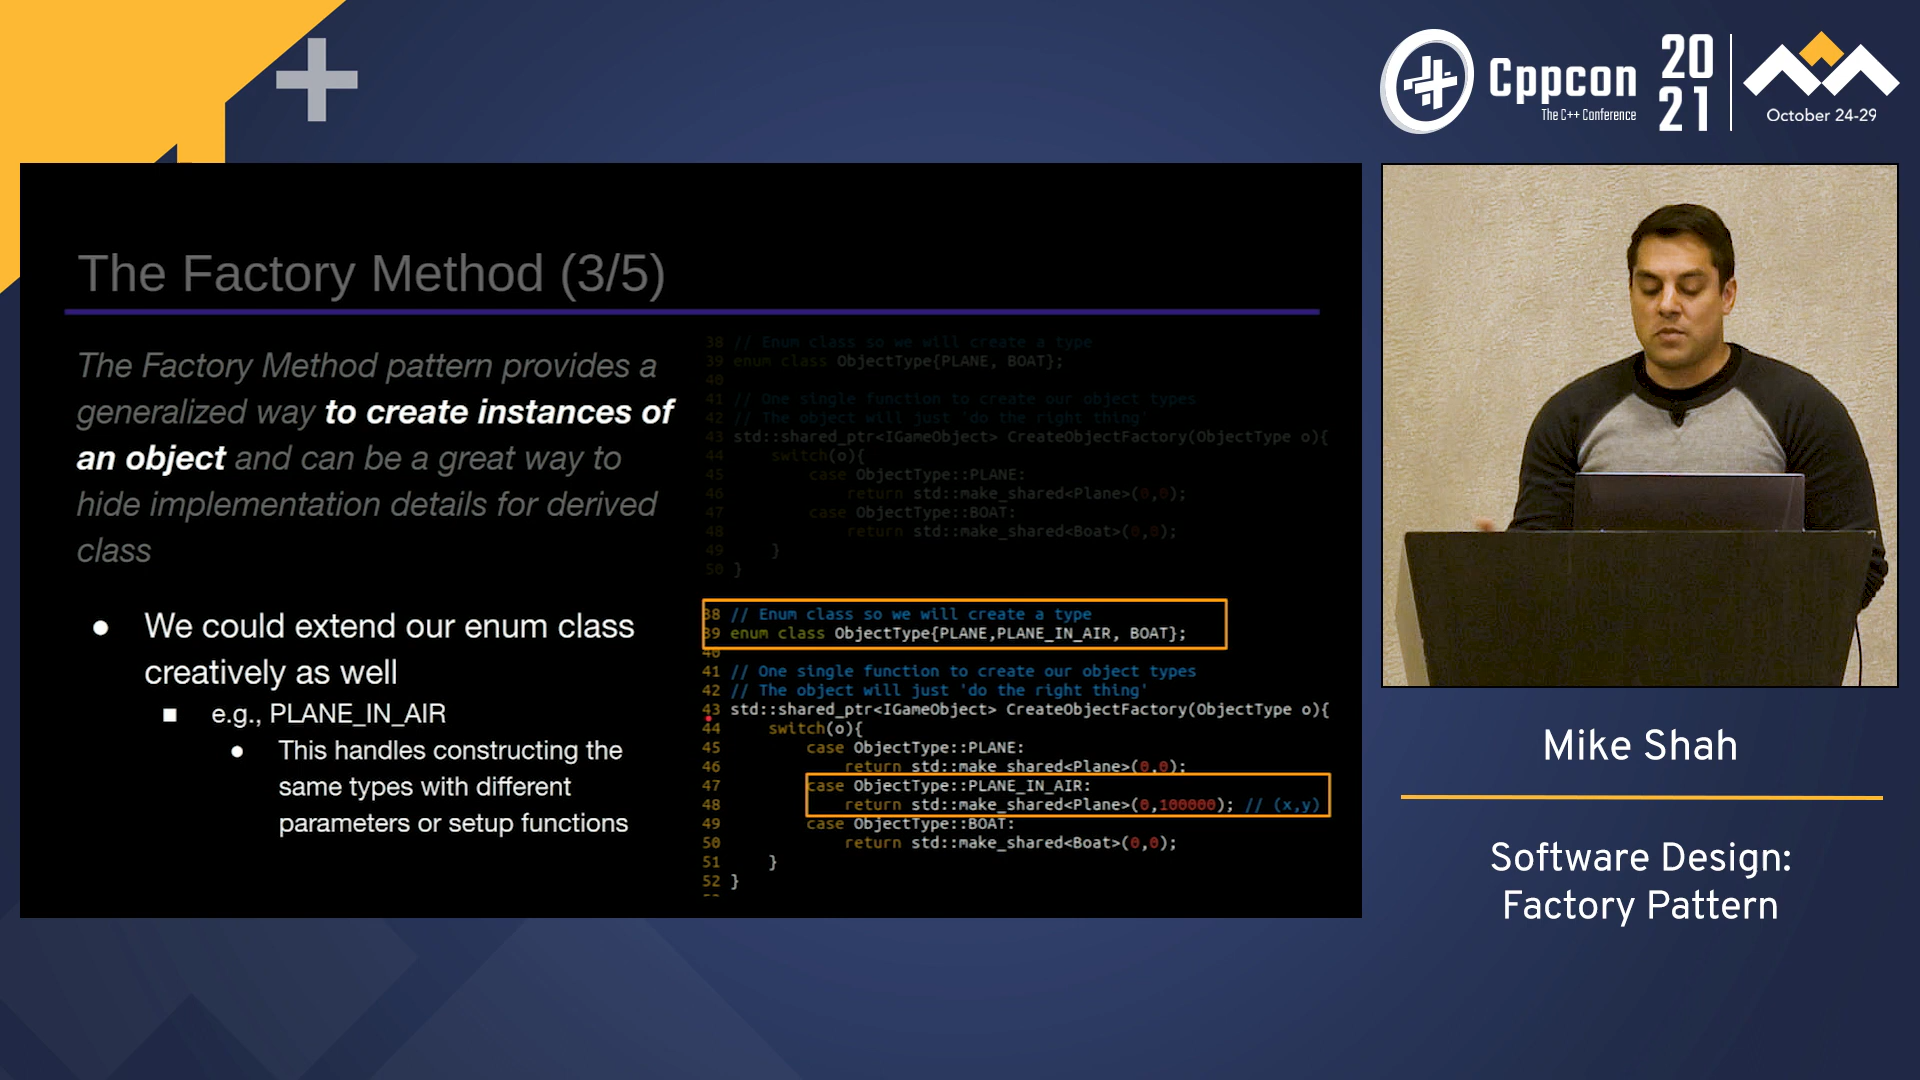 Cppcon
The C++ Conference
20
21
October 24-29
The Factory Method (3/5)
The Factory Method pattern provides a
generalized way to create instances of
an object and can be a great way to
hide implementation details for derived
class
● We could extend our enum class
creatively as well
■ e.g., PLANE_IN_AIR
● This handles constructing the
same types with different
parameters or setup functions
38 // Enum class so we will create a type
39 enum class ObjectType{PLANE, BOAT};
40
41 // One single function to create our object types
42 // The object will just 'do the right thing'
43 std::shared_ptr<IGameObject> CreateObjectFactory(ObjectType o){
44 switch(o){
45 case ObjectType::PLANE:
46 return std::make_shared<Plane>(0,0);
47 case ObjectType::BOAT:
48 return std::make_shared<Boat>(0,0);
49 }
50 }
38 // Enum class so we will create a type
39 enum class ObjectType{PLANE,PLANE_IN_AIR, BOAT};
40
41 // One single function to create our object types
42 // The object will just 'do the right thing'
43 std::shared_ptr<IGameObject> CreateObjectFactory(ObjectType o){
44 switch(o){
45 case ObjectType::PLANE:
46 return std::make_shared<Plane>(0,0);
47 case ObjectType::PLANE_IN_AIR:
48 return std::make_shared<Plane>(0,100000); // (x,y)
49 case ObjectType::BOAT:
50 return std::make_shared<Boat>(0,0);
51 }
52 }
Mike Shah
Software Design:
Factory Pattern